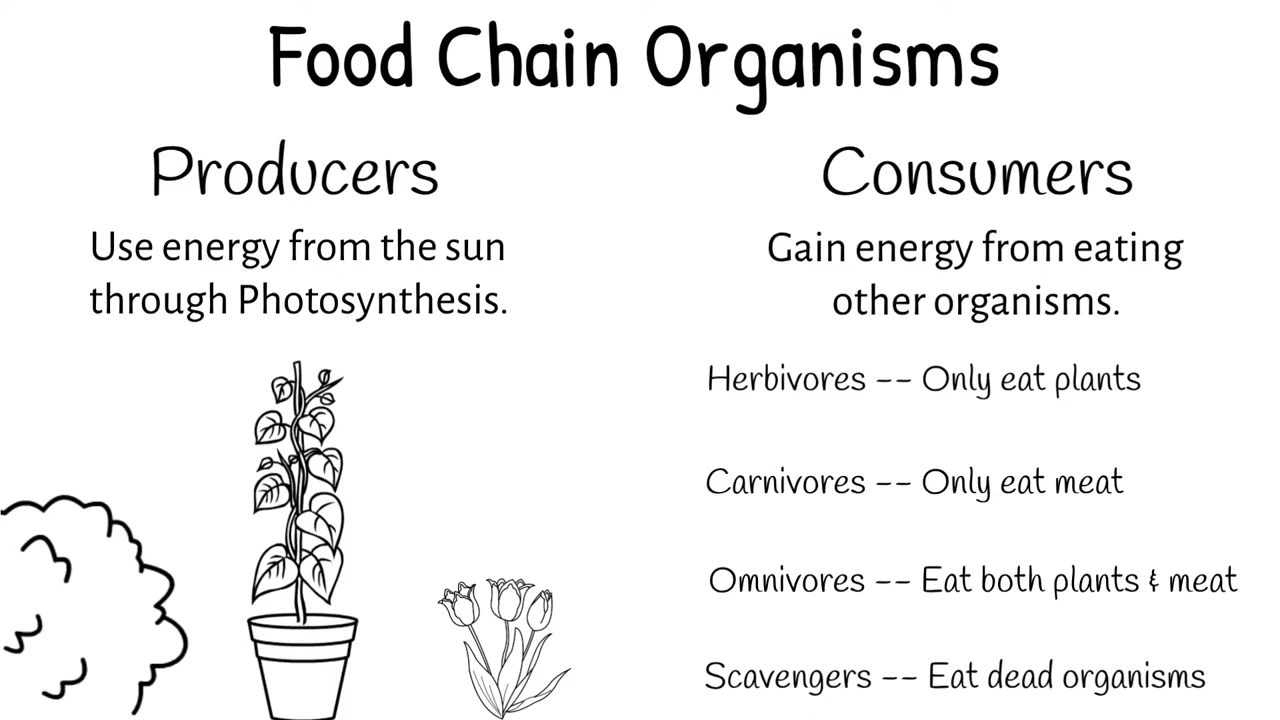 Food Chain Organisms
Producers
Use energy from the sun
through Photosynthesis.
Consumers
Gain energy from eating
other organisms.
Herbivores -- Only eat plants
Carnivores -- Only eat meat
Omnivores -- Eat both plants & meat
Scavengers -- Eat dead organisms